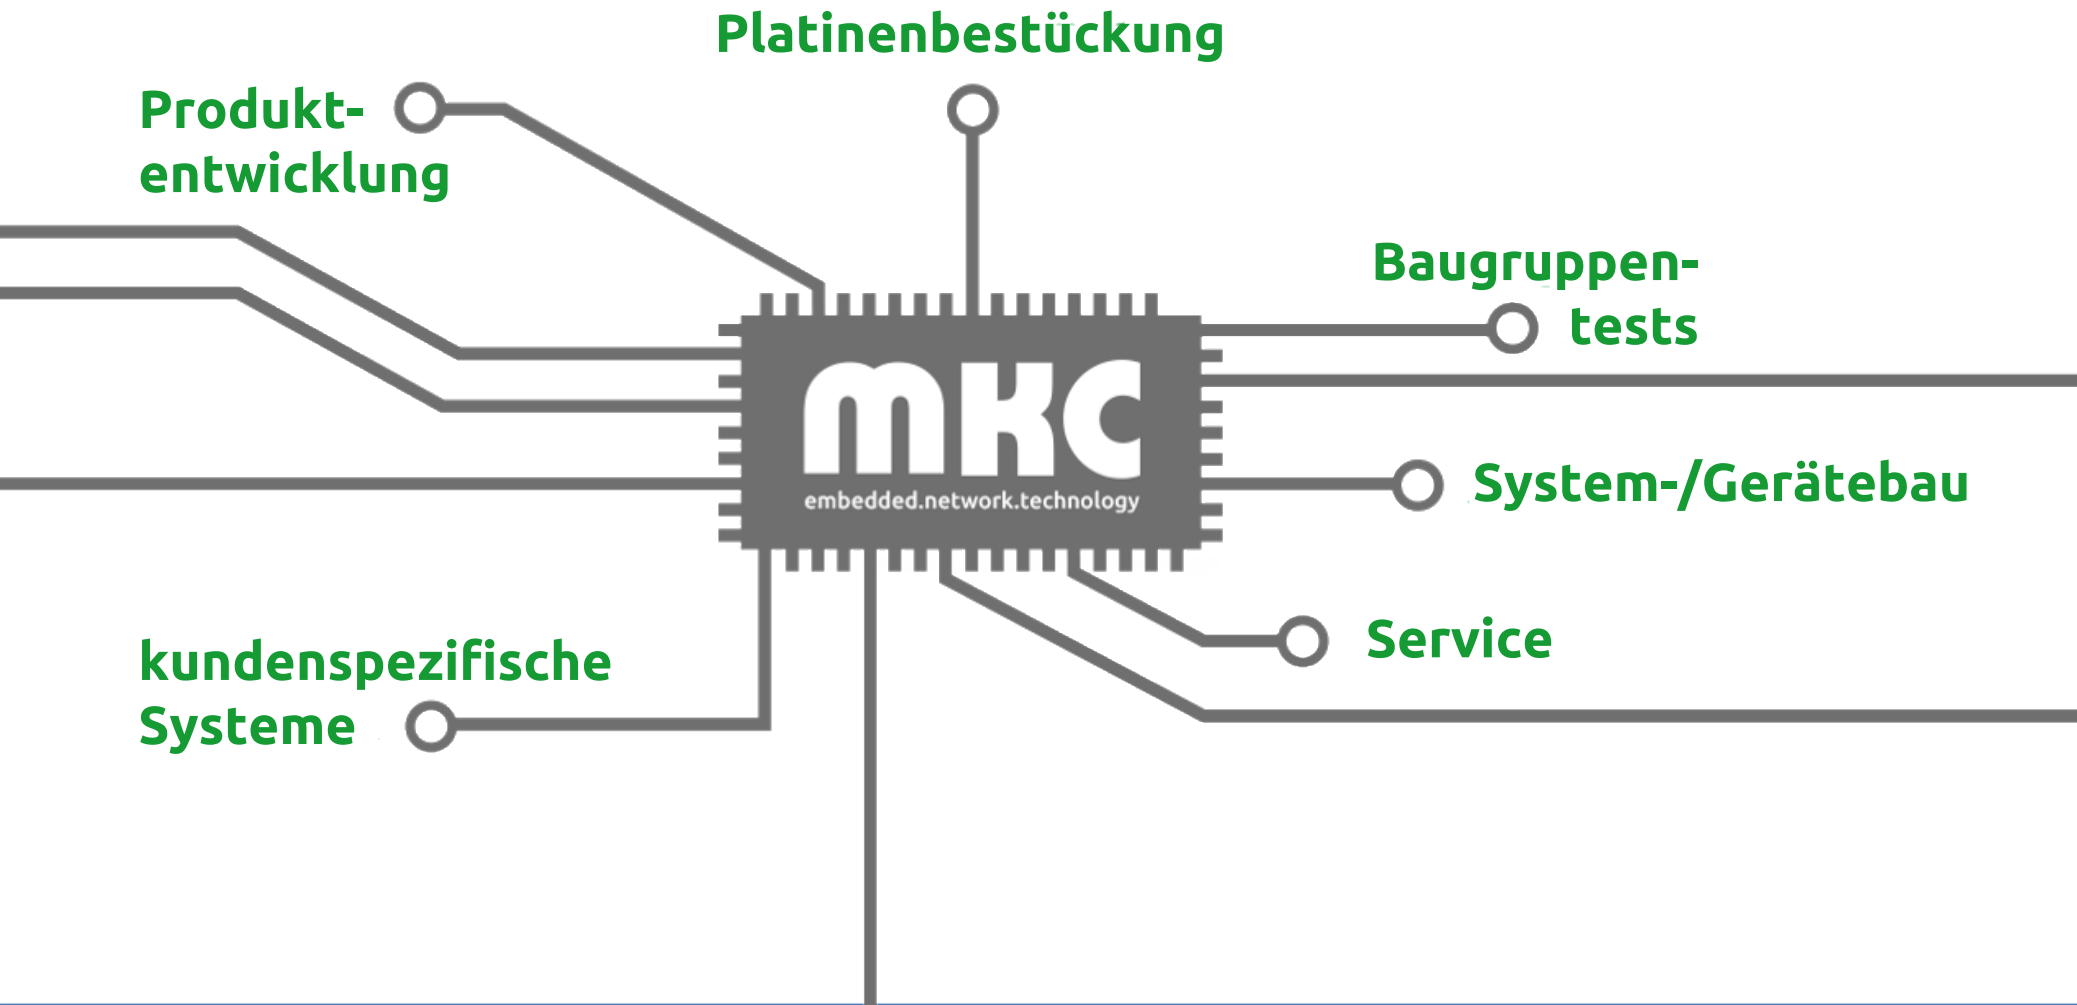 Platinenbestückung
Produkt-
entwicklung
Baugruppen-
tests
mKC
embedded.network.technology
System-/Gerätebau
Service
kundenspezifische
Systeme